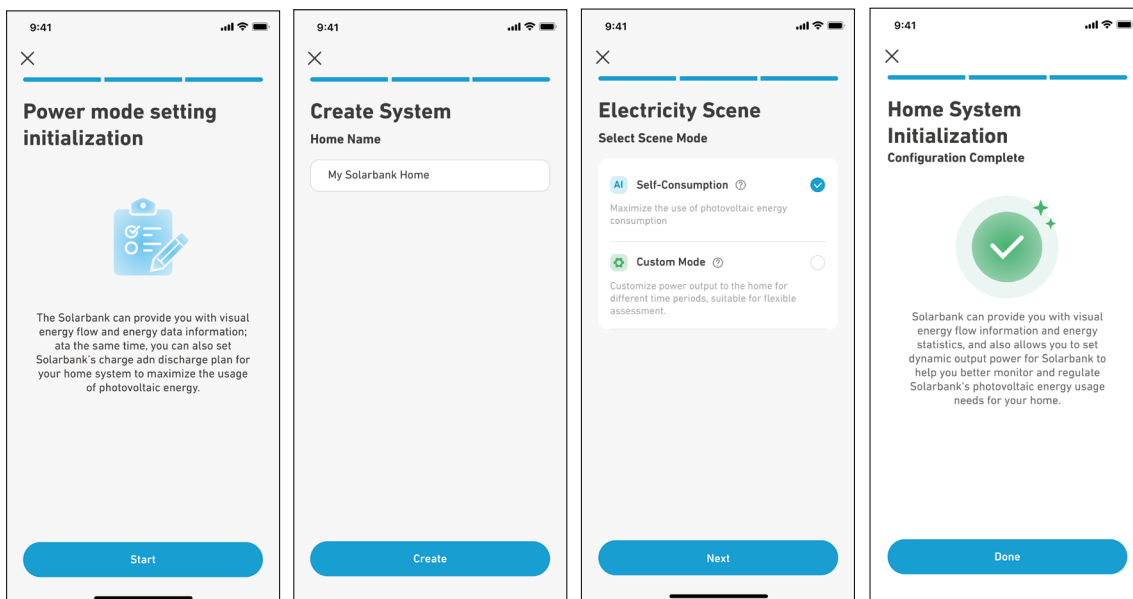 9:41
Power mode setting
initialization
The Solarbank can provide you with visual
energy flow and energy data information;
ata the same time, you can also set
Solarbank's charge adn discharge plan for
your home system to maximize the usage
of photovoltaic energy.
Start
9:41
Create System
Home Name
My Solarbank Home
Create
9:41
Electricity Scene
Select Scene Mode
AI Self-Consumption ?
Maximize the use of photovoltaic energy
consumption
Custom Mode ?
Customize power output to the home for
different time periods, suitable for flexible
assessment.
Next
9:41
Home System
Initialization
Configuration Complete
Solarbank can provide you with visual
energy flow information and energy
statistics, and also allows you to set
dynamic output power for Solarbank to
help you better monitor and regulate
Solarbank's photovoltaic energy usage
needs for your home.
Done